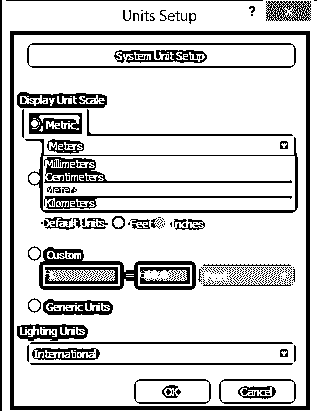 Units Setup ?
System Unit Setup
Display Unit Scale
Metric
Meters
Millimeters
Centimeters
Meters
Kilometers
Default Units: Feet Inches
Custom
=
Generic Units
Lighting Units
International
OK Cancel